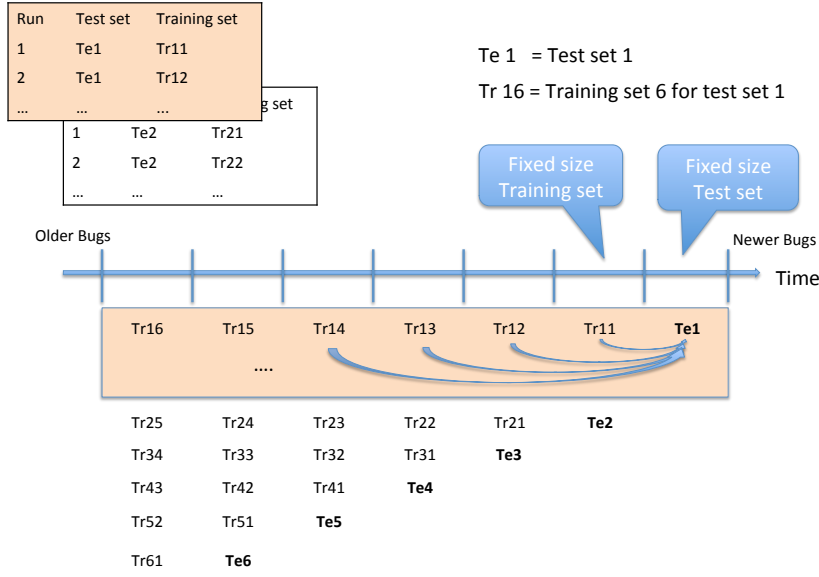 Run Test set Training set
1 Te1 Tr11
2 Te1 Tr12
... ... ...
g set
1 Te2 Tr21
2 Te2 Tr22
... ... ...
Te 1 = Test set 1
Tr 16 = Training set 6 for test set 1
Fixed size
Training set
Fixed size
Test set
Older Bugs
Newer Bugs
Time
Tr16 Tr15 Tr14 Tr13 Tr12 Tr11 Te1
....
Tr25 Tr24 Tr23 Tr22 Tr21 Te2
Tr34 Tr33 Tr32 Tr31 Te3
Tr43 Tr42 Tr41 Te4
Tr52 Tr51 Te5
Tr61 Te6